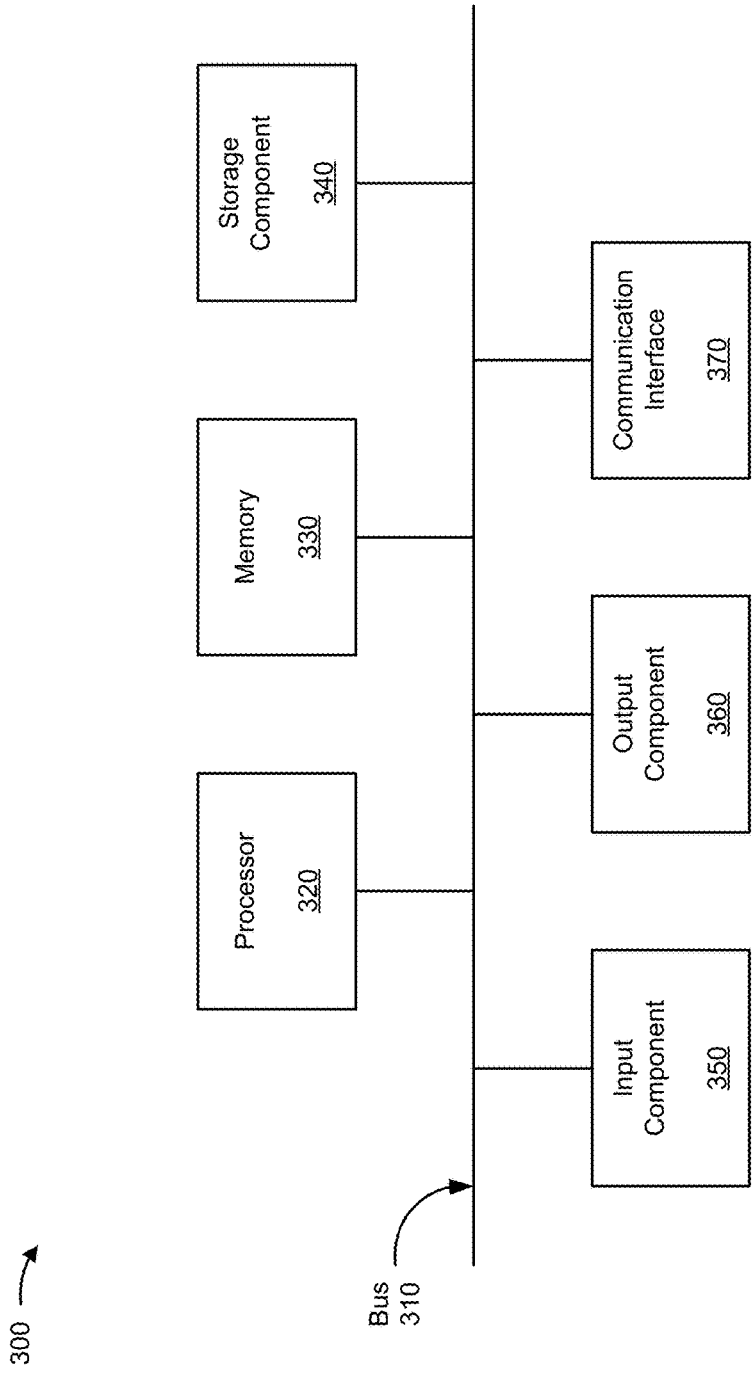 300
Bus
310
Processor
320
Memory
330
Storage
Component
340
Input
Component
350
Output
Component
360
Communication
Interface
370